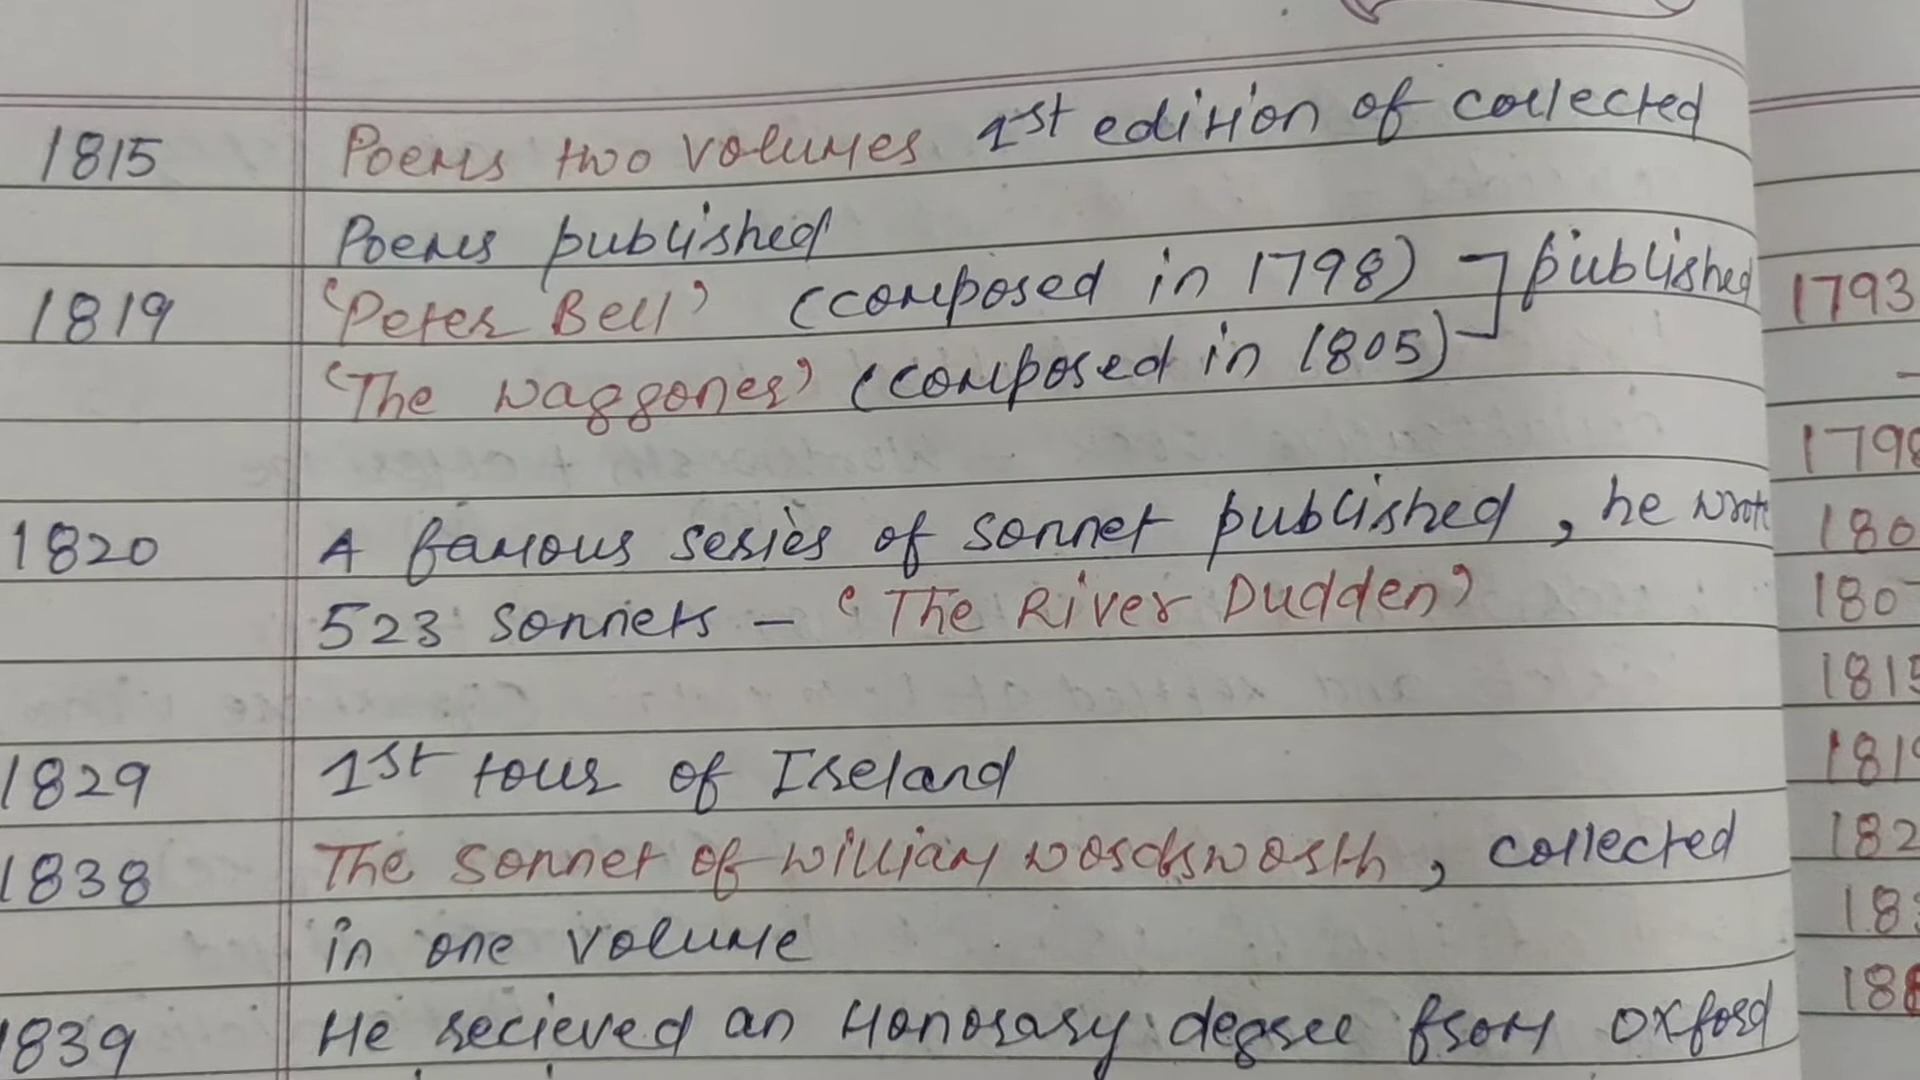 1815 Poems two volumes 1st edition of collected
Poems published
1819 'Peter Bell' (composed in 1798) ] published
'The Waggoner' (composed in 1805)
1820 A famous series of sonnet published, he wrote
523 sonnets – 'The River Dudden'
1829 1st tour of Ireland
1838 The Sonnet of William Wordsworth, collected
in one volume
1839 He recieved an Honorary degree from Oxford
1793